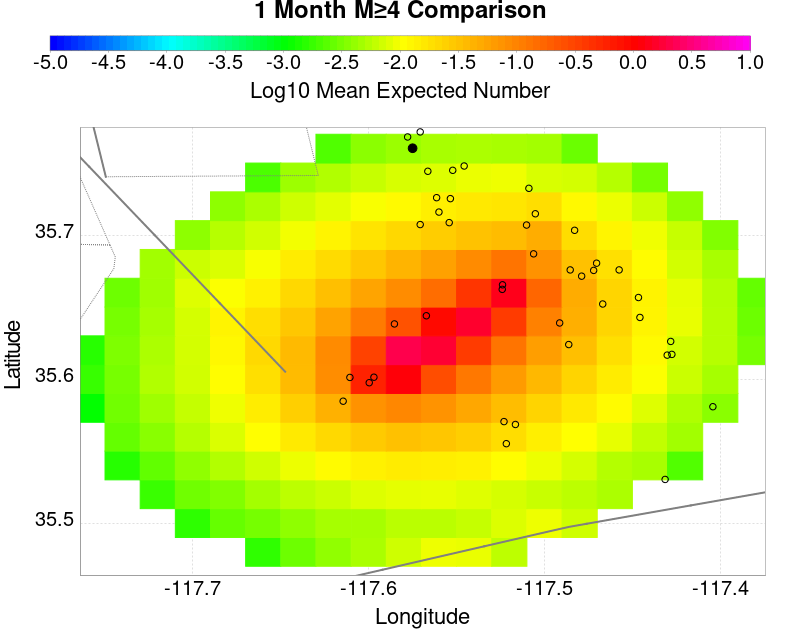 1 Month M≥4 Comparison
-5.0 -4.5 -4.0 -3.5 -3.0 -2.5 -2.0 -1.5 -1.0 -0.5 0.0 0.5 1.0
Log10 Mean Expected Number
35.7
35.6
35.5
Latitude
-117.7 -117.6 -117.5 -117.4
Longitude